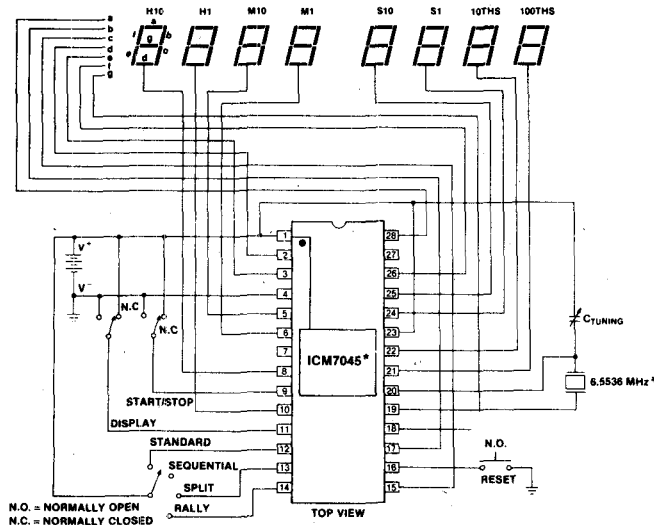 H10 H1 M10 M1 S10 S1 10THS 100THS
a
b
c
d
e
f
g
a
f b
g
e c
d
V+
V-
N.C
N.C
START/STOP
DISPLAY
STANDARD
SEQUENTIAL
SPLIT
RALLY
1 28
2 27
3 26
4 25
5 24
6 23
7 22
8 21
9 20
10 19
11 18
12 17
13 16
14 15
ICM7045*
CTUNING
6.5536 MHz
N.O.
RESET
N.O. = NORMALLY OPEN
N.C. = NORMALLY CLOSED
TOP VIEW